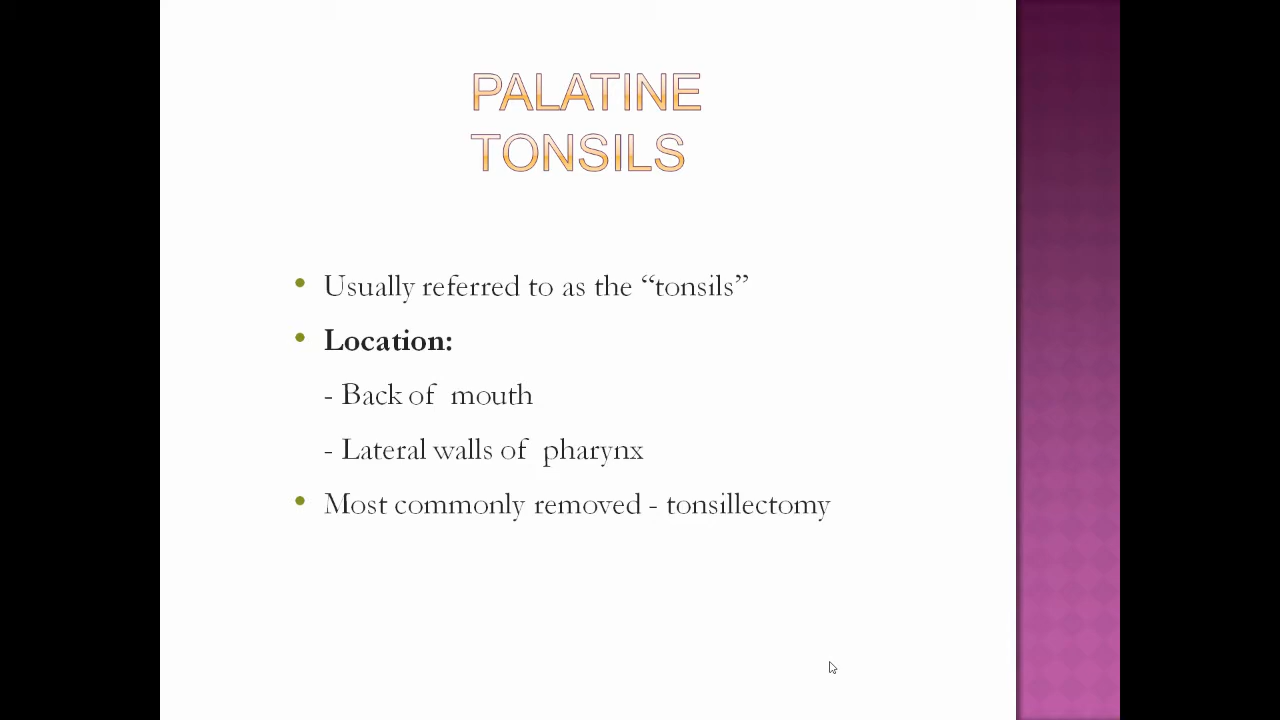 PALATINE
TONSILS
• Usually referred to as the “tonsils”
• Location:
- Back of mouth
- Lateral walls of pharynx
• Most commonly removed - tonsillectomy